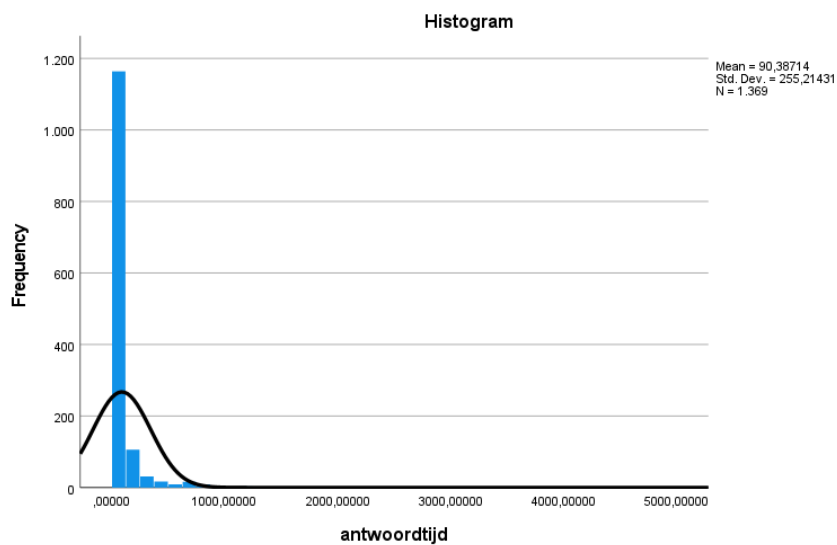 Histogram
Mean = 90,38714
Std. Dev. = 255,21431
N = 1.369
1.200
1.000
800
600
400
200
0
Frequency
,00000 1000,00000 2000,00000 3000,00000 4000,00000 5000,00000
antwoordtijd